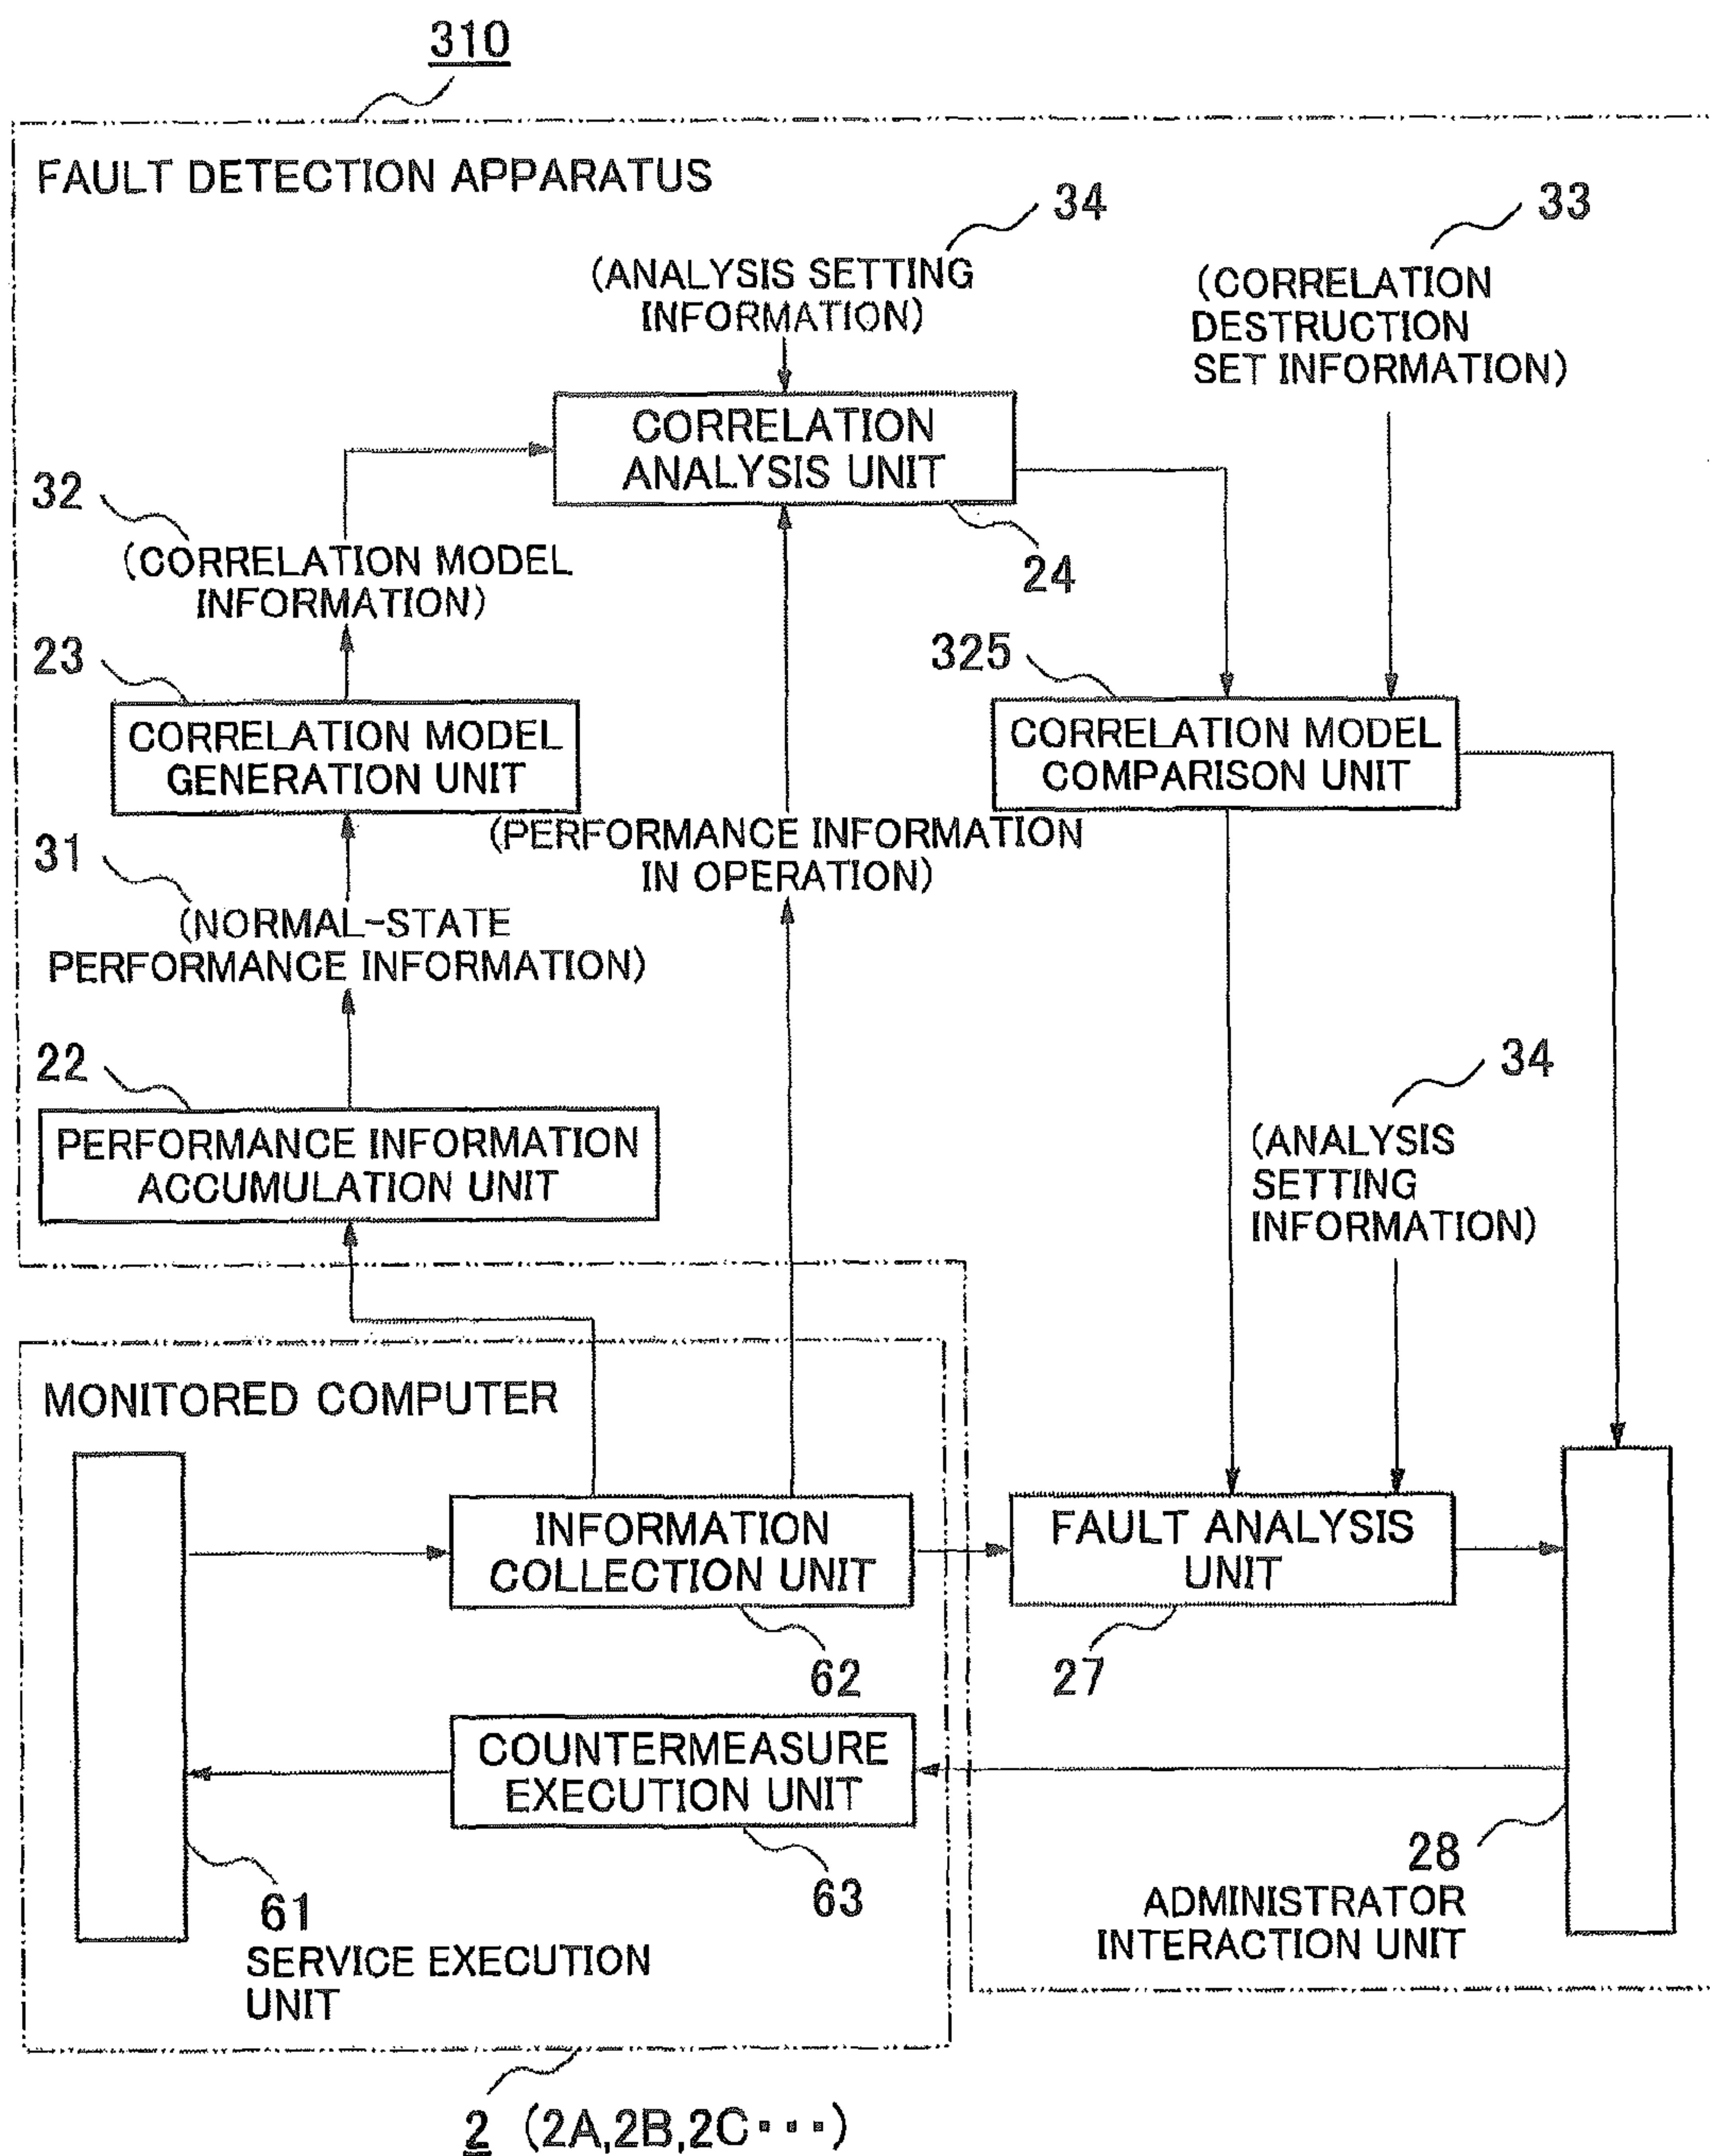 310
FAULT DETECTION APPARATUS
34
33
(ANALYSIS SETTING
INFORMATION)
(CORRELATION
DESTRUCTION
SET INFORMATION)
CORRELATION
ANALYSIS UNIT
32
(CORRELATION MODEL
INFORMATION)
24
23
325
CORRELATION MODEL
GENERATION UNIT
CORRELATION MODEL
COMPARISON UNIT
31
(PERFORMANCE INFORMATION
IN OPERATION)
(NORMAL-STATE
PERFORMANCE INFORMATION)
22
34
PERFORMANCE INFORMATION
ACCUMULATION UNIT
(ANALYSIS
SETTING
INFORMATION)
MONITORED COMPUTER
INFORMATION
COLLECTION UNIT
FAULT ANALYSIS
UNIT
62
27
COUNTERMEASURE
EXECUTION UNIT
63
28
ADMINISTRATOR
INTERACTION UNIT
61
SERVICE EXECUTION
UNIT
2 (2A,2B,2C･･･)